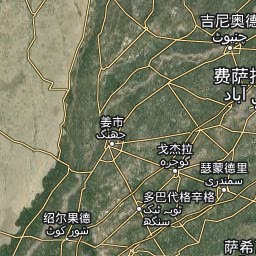 吉尼奥德
چنیوٹ
费萨拉
آباد
姜市
جھنگ
戈杰拉
گوجرہ
瑟蒙德里
سمندری
多巴代格辛格
ٹوبہ ٹیک
سنگھ
绍尔果德
شور کوٹ
萨希